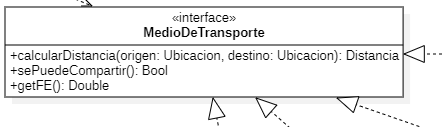 «interface»
MedioDeTransporte
+calcularDistancia(origen: Ubicacion, destino: Ubicacion): Distancia
+sePuedeCompartir(): Bool
+getFE(): Double